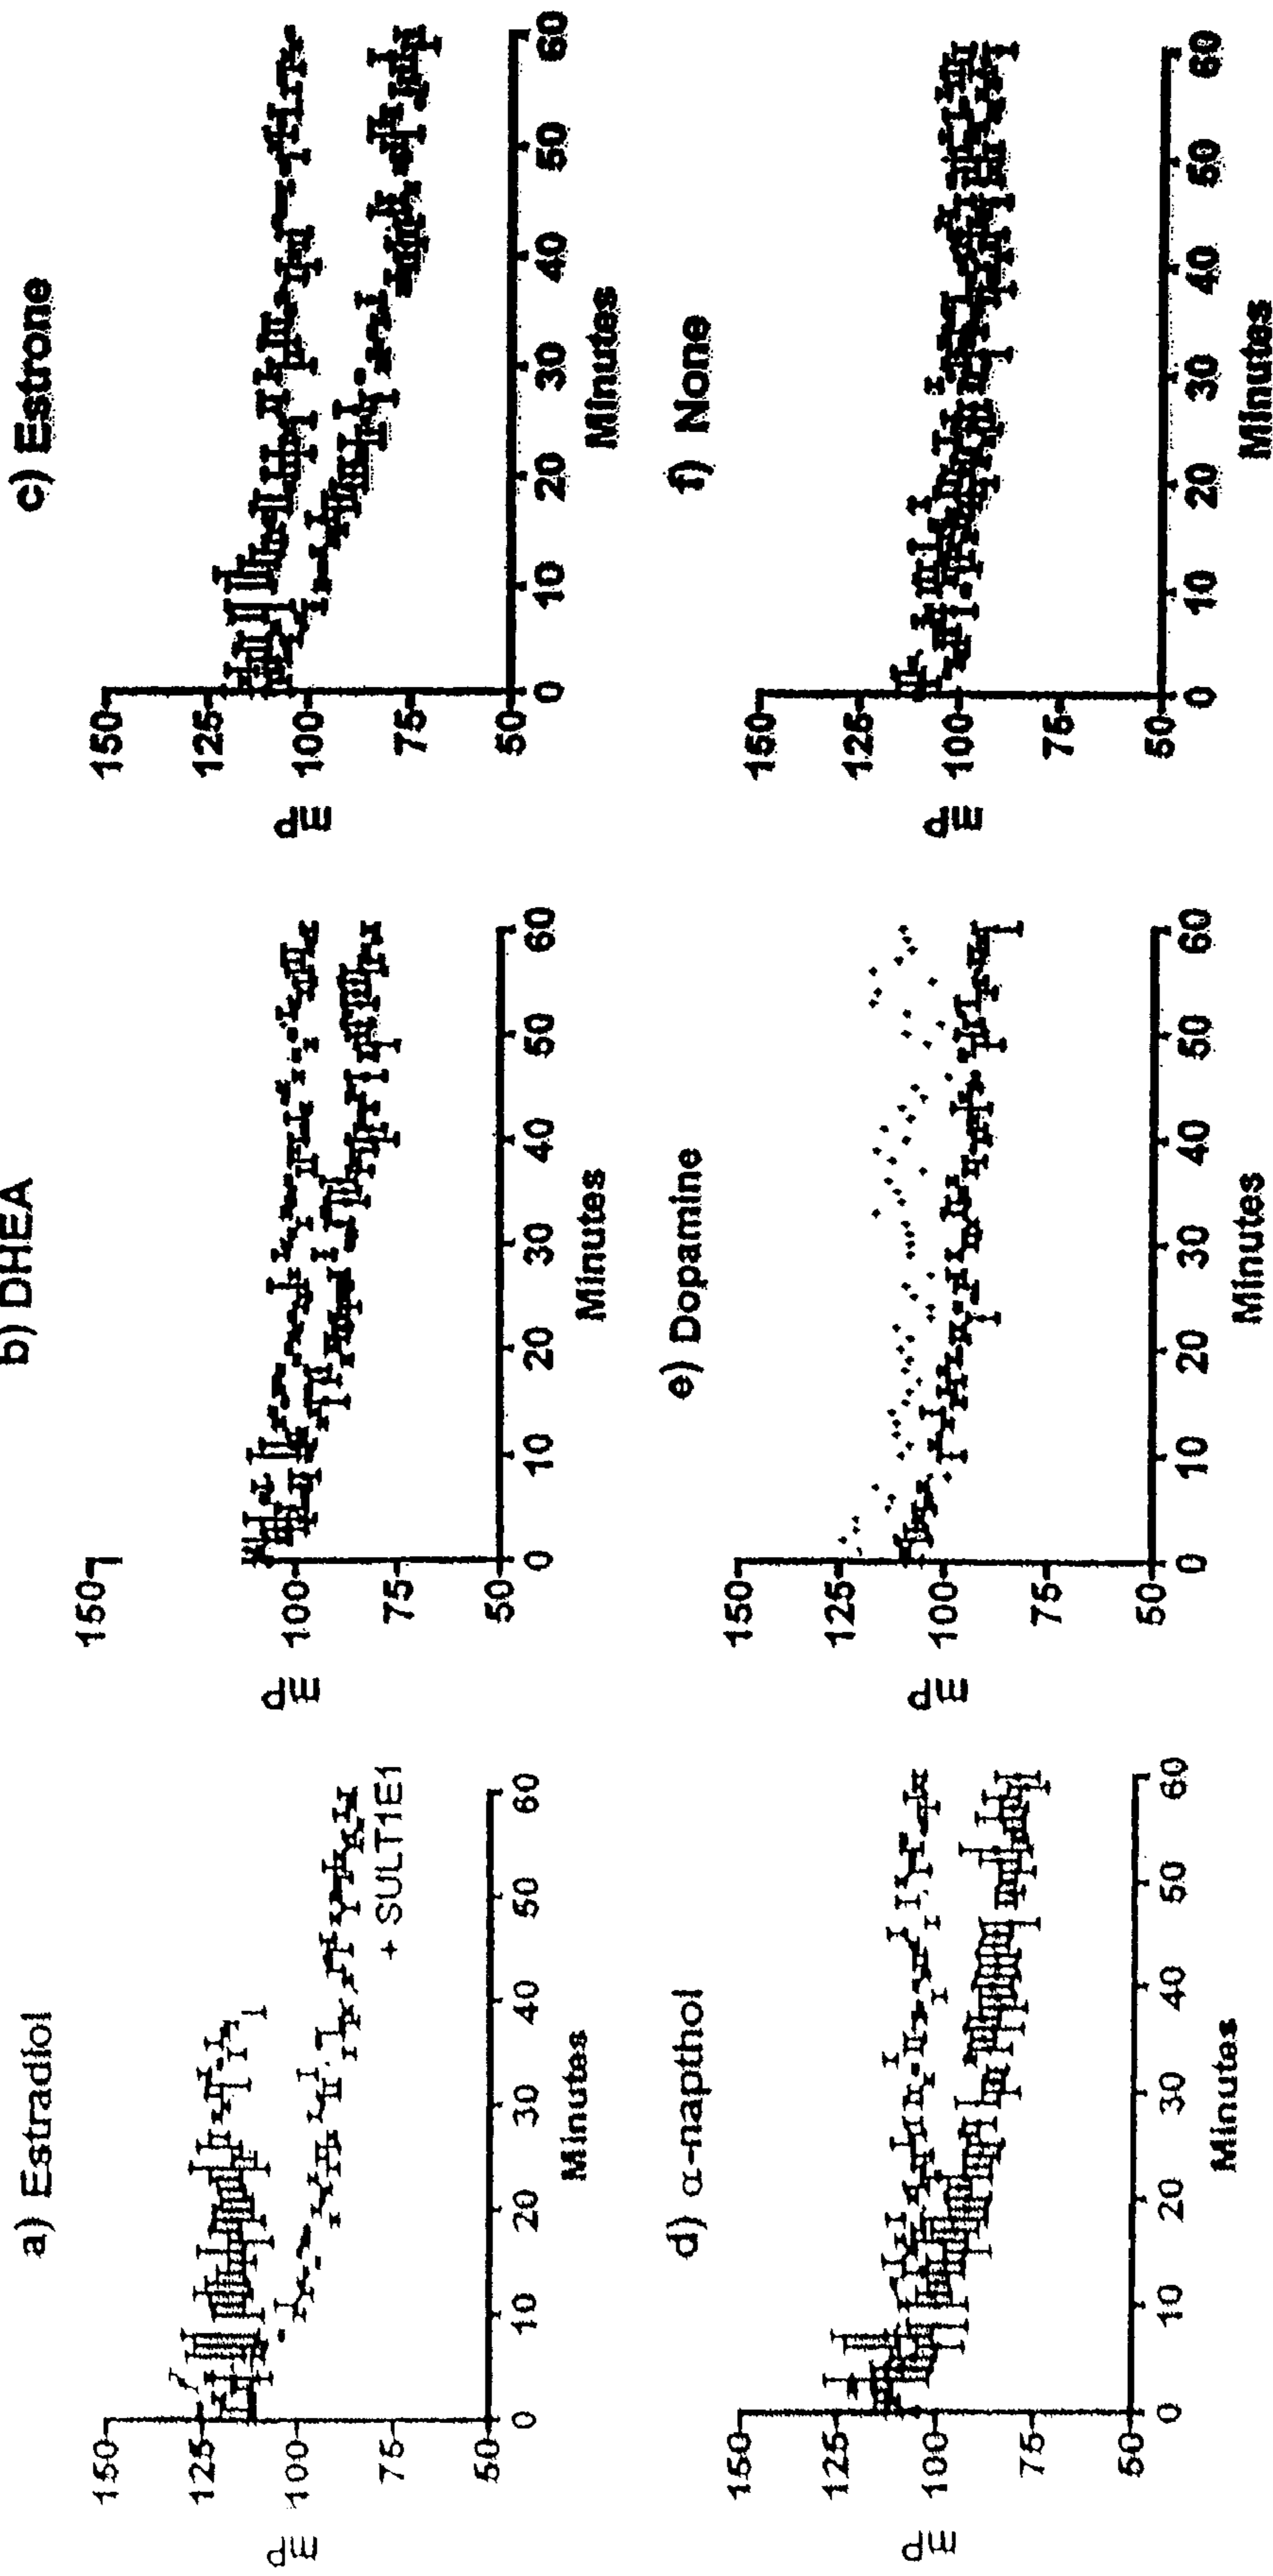 a) Estradiol
150
125
100
75
50
mP
0 10 20 30 40 50 60
Minutes
+ SULT1E1
b) DHEA
150
100
75
50
mP
0 10 20 30 40 50 60
Minutes
c) Estrone
150
125
100
75
50
mP
0 10 20 30 40 50 60
Minutes
d) α-napthol
150
125
100
75
50
mP
0 10 20 30 40 50 60
Minutes
e) Dopamine
150
125
100
75
50
mP
0 10 20 30 40 50 60
Minutes
f) None
150
125
100
75
50
mP
0 10 20 30 40 50 60
Minutes